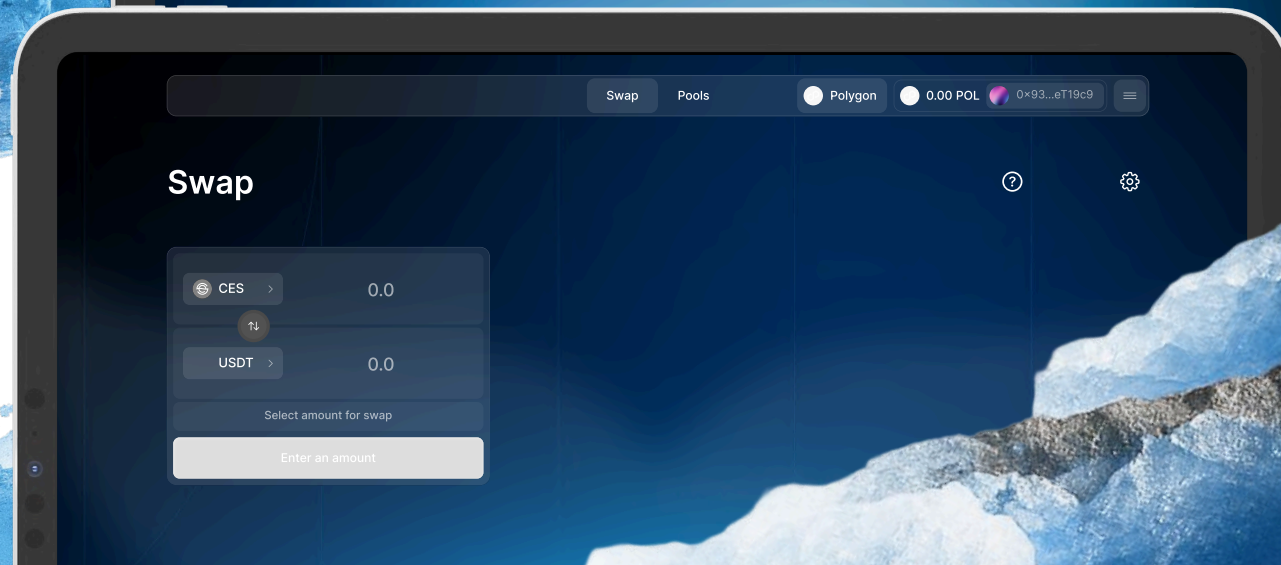 Swap
Pools
Polygon
0.00 POL
0×93...eT19c9
Swap
CES
0.0
USDT
0.0
Select amount for swap
Enter an amount